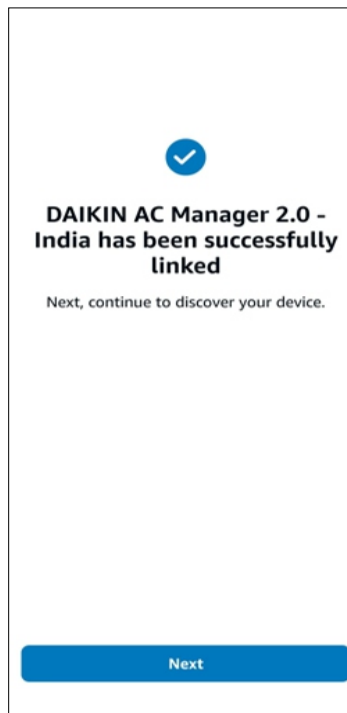 DAIKIN AC Manager 2.0 -
India has been successfully
linked
Next, continue to discover your device.
Next